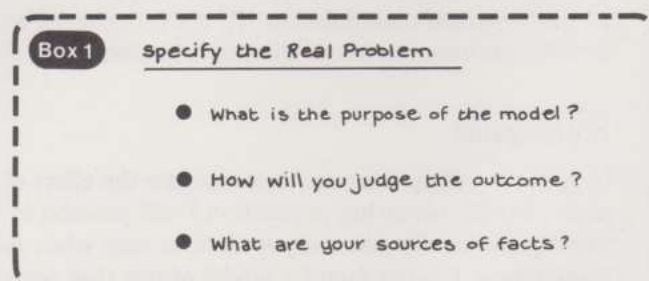 Box 1
Specify the Real Problem
● What is the purpose of the model?
● How will you judge the outcome?
● What are your sources of facts?